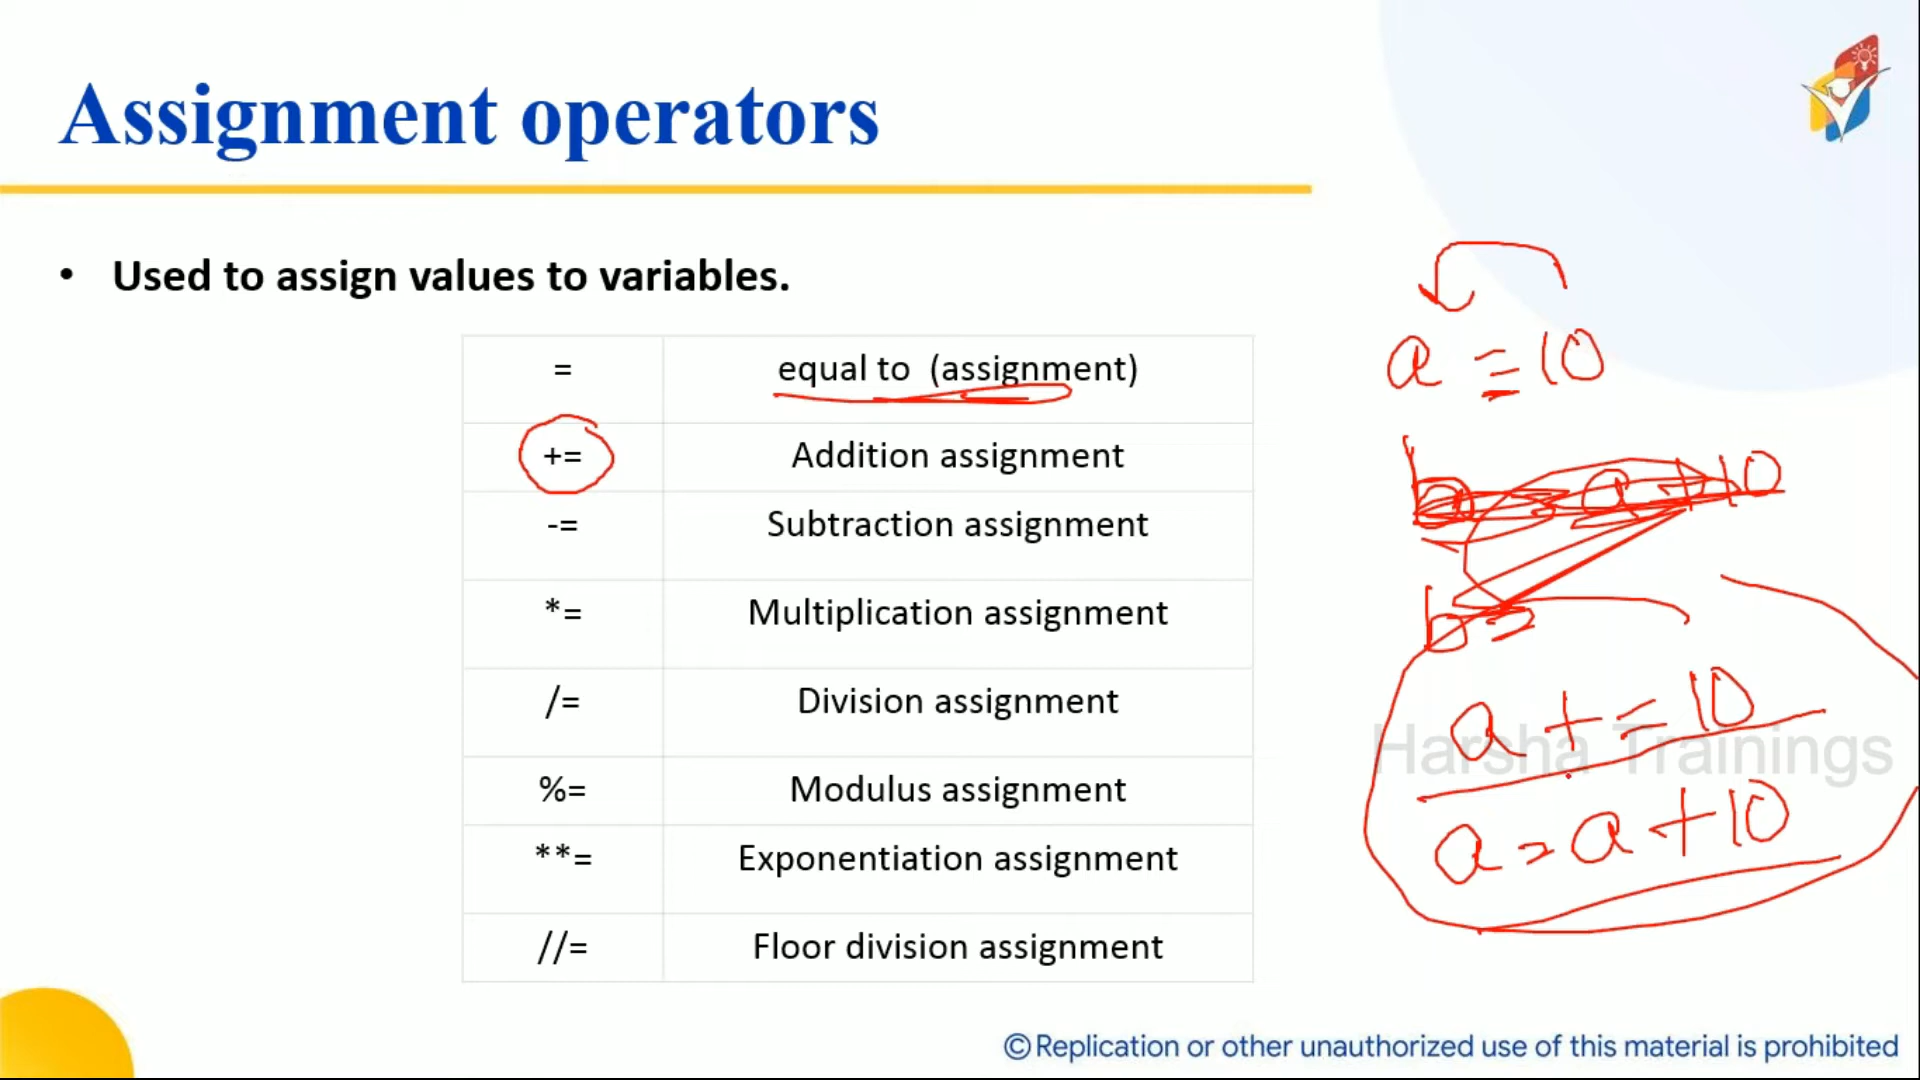 Assignment operators
• Used to assign values to variables.
= equal to (assignment)
+= Addition assignment
-= Subtraction assignment
*= Multiplication assignment
/= Division assignment
%= Modulus assignment
**= Exponentiation assignment
//= Floor division assignment
a = 10
b = a + 10
b =
a += 10
Harsha Trainings
a = a + 10
©Replication or other unauthorized use of this material is prohibited